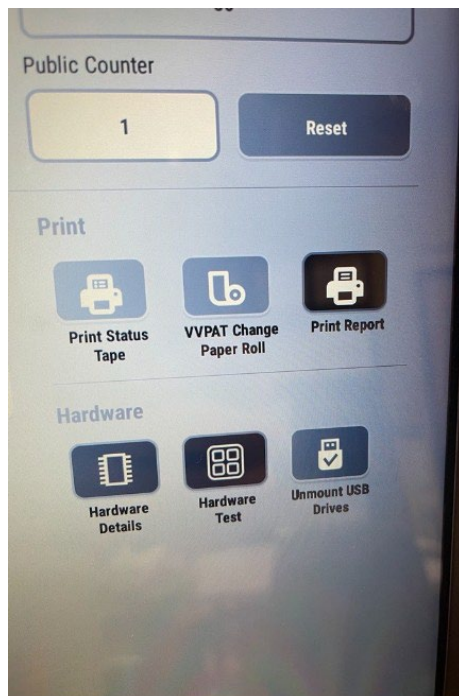 Public Counter
1
Reset
Print
Print Status
Tape
VVPAT Change
Paper Roll
Print Report
Hardware
Hardware
Details
Hardware
Test
Unmount USB
Drives